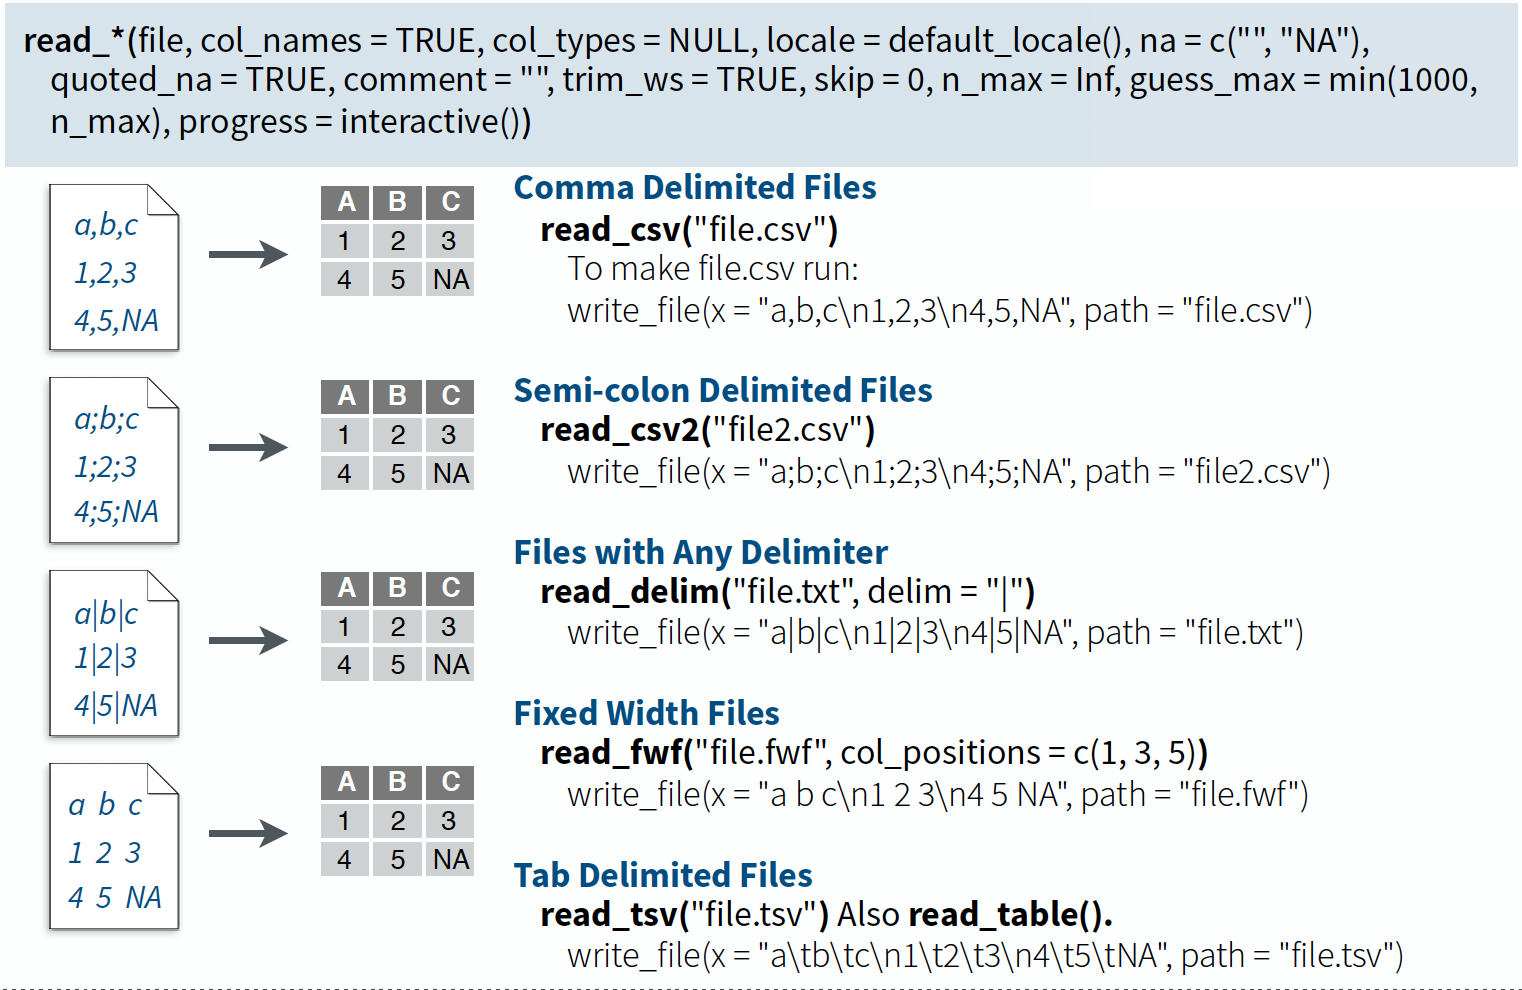 read_*(file, col_names = TRUE, col_types = NULL, locale = default_locale(), na = c("", "NA"),
quoted_na = TRUE, comment = "", trim_ws = TRUE, skip = 0, n_max = Inf, guess_max = min(1000,
n_max), progress = interactive())
a,b,c
1,2,3
4,5,NA
A B C
1 2 3
4 5 NA
Comma Delimited Files
read_csv("file.csv")
To make file.csv run:
write_file(x = "a,b,c\n1,2,3\n4,5,NA", path = "file.csv")
a;b;c
1;2;3
4;5;NA
A B C
1 2 3
4 5 NA
Semi-colon Delimited Files
read_csv2("file2.csv")
write_file(x = "a;b;c\n1;2;3\n4;5;NA", path = "file2.csv")
a|b|c
1|2|3
4|5|NA
A B C
1 2 3
4 5 NA
Files with Any Delimiter
read_delim("file.txt", delim = "|")
write_file(x = "a|b|c\n1|2|3\n4|5|NA", path = "file.txt")
a b c
1 2 3
4 5 NA
A B C
1 2 3
4 5 NA
Fixed Width Files
read_fwf("file.fwf", col_positions = c(1, 3, 5))
write_file(x = "a b c\n1 2 3\n4 5 NA", path = "file.fwf")
Tab Delimited Files
read_tsv("file.tsv") Also read_table().
write_file(x = "a\tb\tc\n1\t2\t3\n4\t5\tNA", path = "file.tsv")